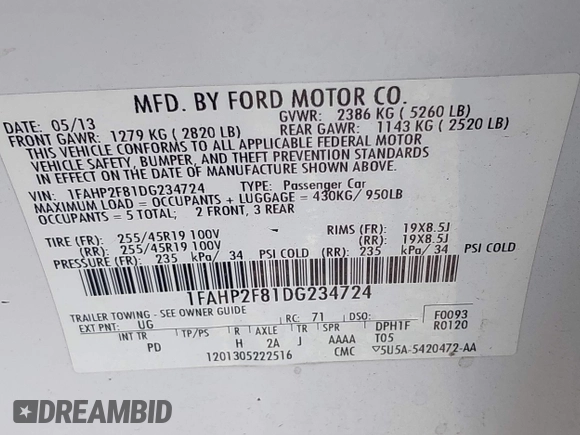 MFD. BY FORD MOTOR CO.
DATE: 05/13 GVWR: 2386 KG ( 5260 LB)
FRONT GAWR: 1279 KG ( 2820 LB) REAR GAWR: 1143 KG ( 2520 LB)
THIS VEHICLE CONFORMS TO ALL APPLICABLE FEDERAL MOTOR
VEHICLE SAFETY, BUMPER, AND THEFT PREVENTION STANDARDS
IN EFFECT ON THE DATE OF MANUFACTURE SHOWN ABOVE.
VIN: 1FAHP2F81DG234724 TYPE: Passenger Car
MAXIMUM LOAD = OCCUPANTS + LUGGAGE = 430KG/ 950LB
OCCUPANTS = 5 TOTAL; 2 FRONT, 3 REAR
TIRE (FR): 255/45R19 100V RIMS (FR): 19X8.5J
(RR): 255/45R19 100V (RR): 19X8.5J
PRESSURE (FR): 235 kPa/ 34 PSI COLD (RR): 235 kPa/ 34 PSI COLD
1FAHP2F81DG234724
TRAILER TOWING - SEE OWNER GUIDE
EXT PNT: UG RC: 71 DSO: F0093
INT TR TP/PS R AXLE TR SPR DPH1F R0120
PD H 2A J AAAA T05
1201305222516 CMC ▽5U5A-5420472-AA
DREAMBID